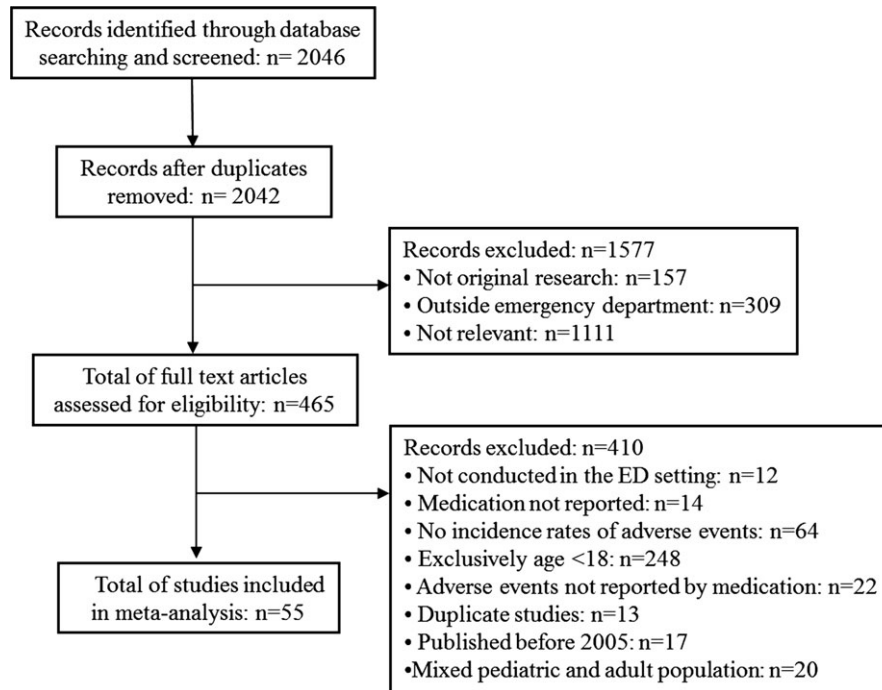 Records identified through database
searching and screened: n= 2046
Records after duplicates
removed: n= 2042
Records excluded: n=1577
• Not original research: n=157
• Outside emergency department: n=309
• Not relevant: n=1111
Total of full text articles
assessed for eligibility: n=465
Records excluded: n=410
• Not conducted in the ED setting: n=12
• Medication not reported: n=14
• No incidence rates of adverse events: n=64
• Exclusively age <18: n=248
• Adverse events not reported by medication: n=22
• Duplicate studies: n=13
• Published before 2005: n=17
•Mixed pediatric and adult population: n=20
Total of studies included
in meta-analysis: n=55